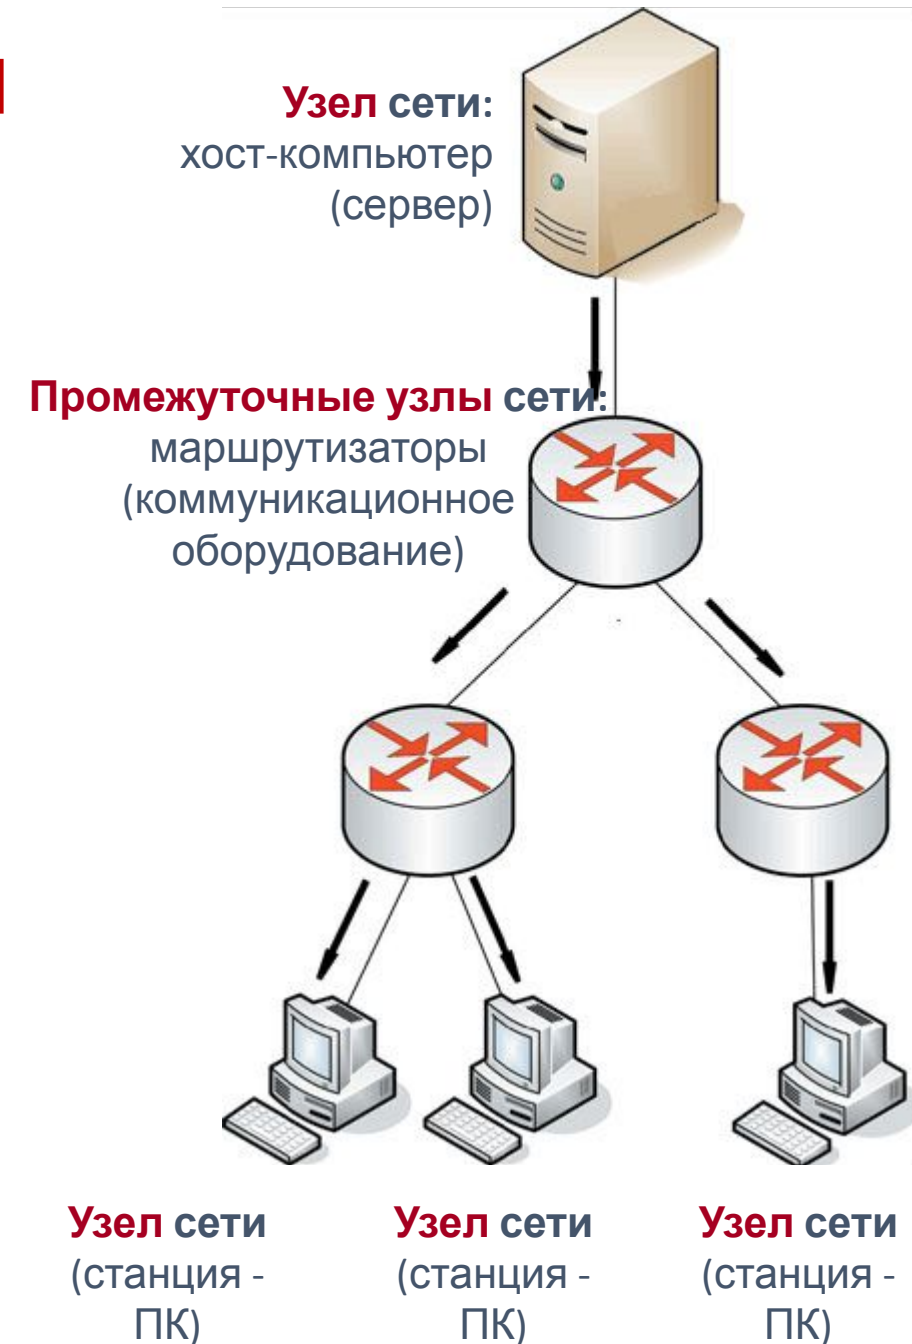 Узел сети:
хост-компьютер
(сервер)
Промежуточные узлы сети:
маршрутизаторы
(коммуникационное
оборудование)
Узел сети
(станция -
ПК)
Узел сети
(станция -
ПК)
Узел сети
(станция -
ПК)